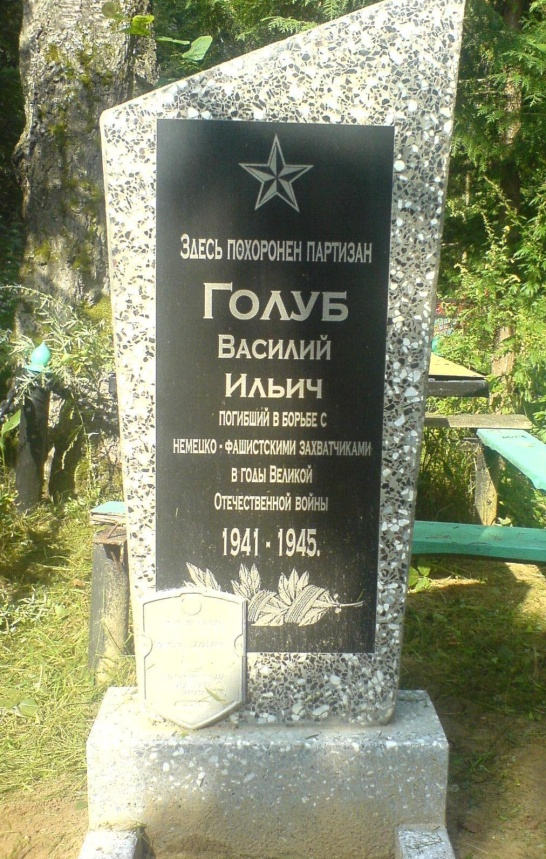 Здесь похоронен партизан
Голуб
Василий
Ильич
погибший в борьбе с
немецко - фашистскими захватчиками
в годы Великой
Отечественной войны
1941 - 1945.